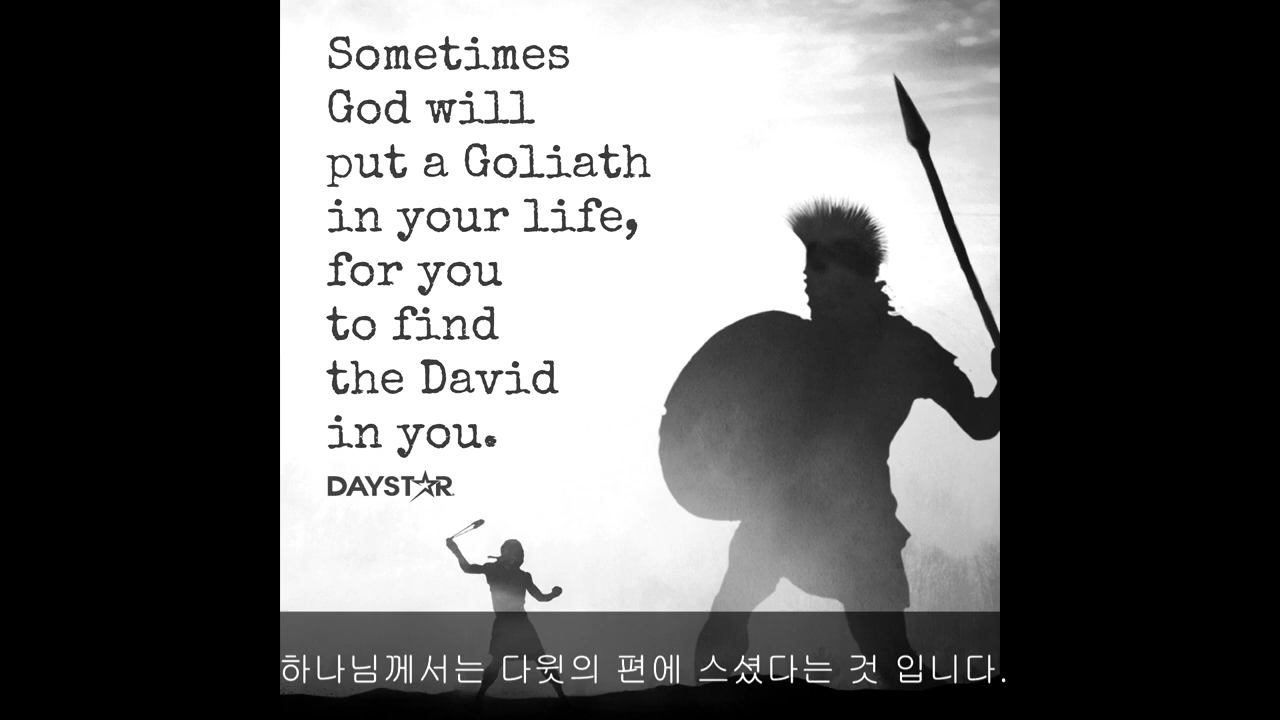 Sometimes
God will
put a Goliath
in your life,
for you
to find
the David
in you.
DAYSTAR
하나님께서는 다윗의 편에 스셨다는 것 입니다.